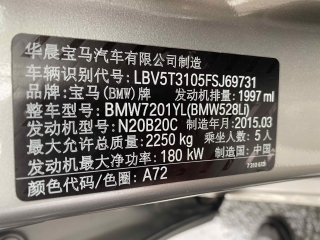 华晨宝马汽车有限公司制造
车辆识别代号: LBV5T3105FSJ69731
品牌: 宝马(BMW)牌 发动机排量: 1997 ml
整车型号: BMW7201YL(BMW528Li)
发动机型号: N20B20C 制造年月: 2015.03
最大允许总质量: 2250 kg 乘坐人数: 5 人
发动机最大净功率: 180 kW 制造国: 中国
颜色代码/色圈: A72